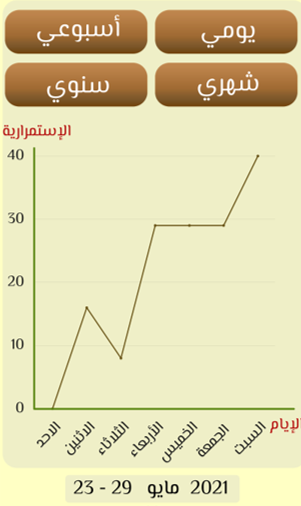 يومي
أسبوعي
شهري
سنوي
الإستمرارية
40
30
20
10
0
الاحد
الاثنين
الثلاثاء
الأربعاء
الخميس
الجمعة
السبت
الإيام
23 - 29 مايو 2021